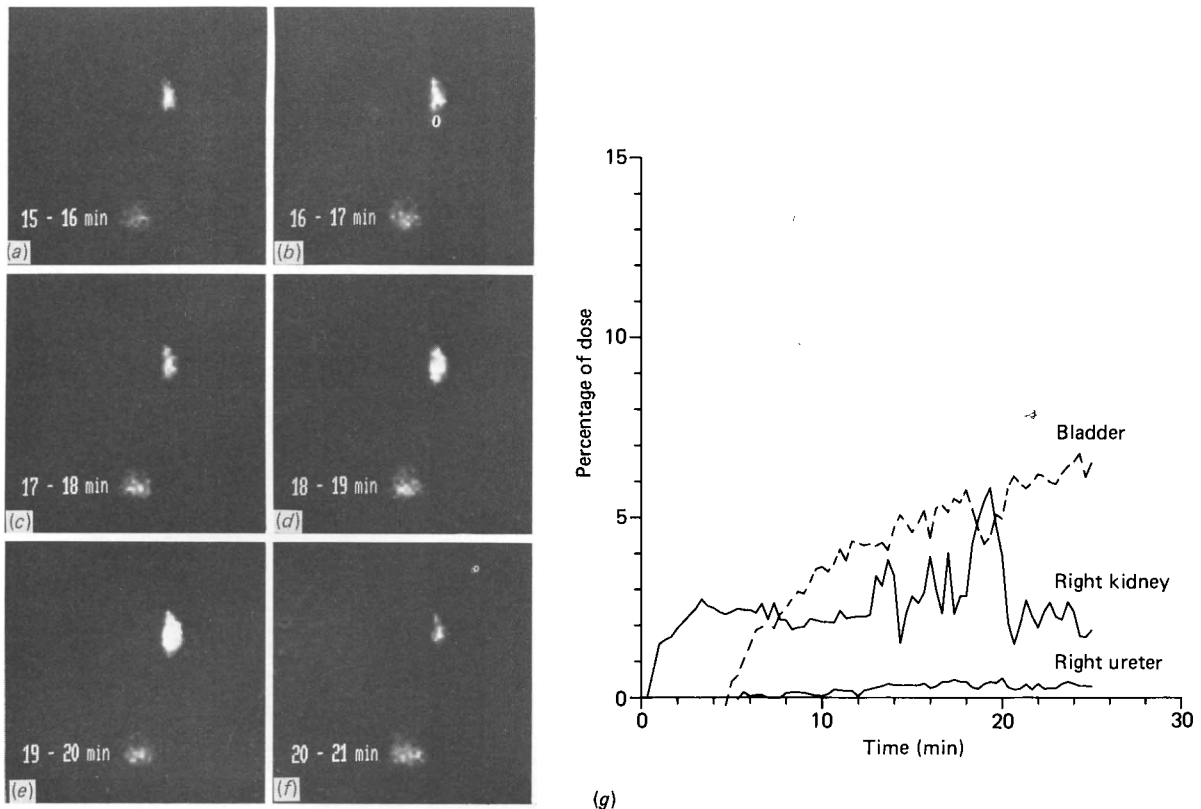 15 - 16 min
(a)
0
16 - 17 min
(b)
17 - 18 min
(c)
18 - 19 min
(d)
19 - 20 min
(e)
20 - 21 min
(f)
15
10
5
0
Percentage of dose
Bladder
Right kidney
Right ureter
0
10
20
30
Time (min)
(g)